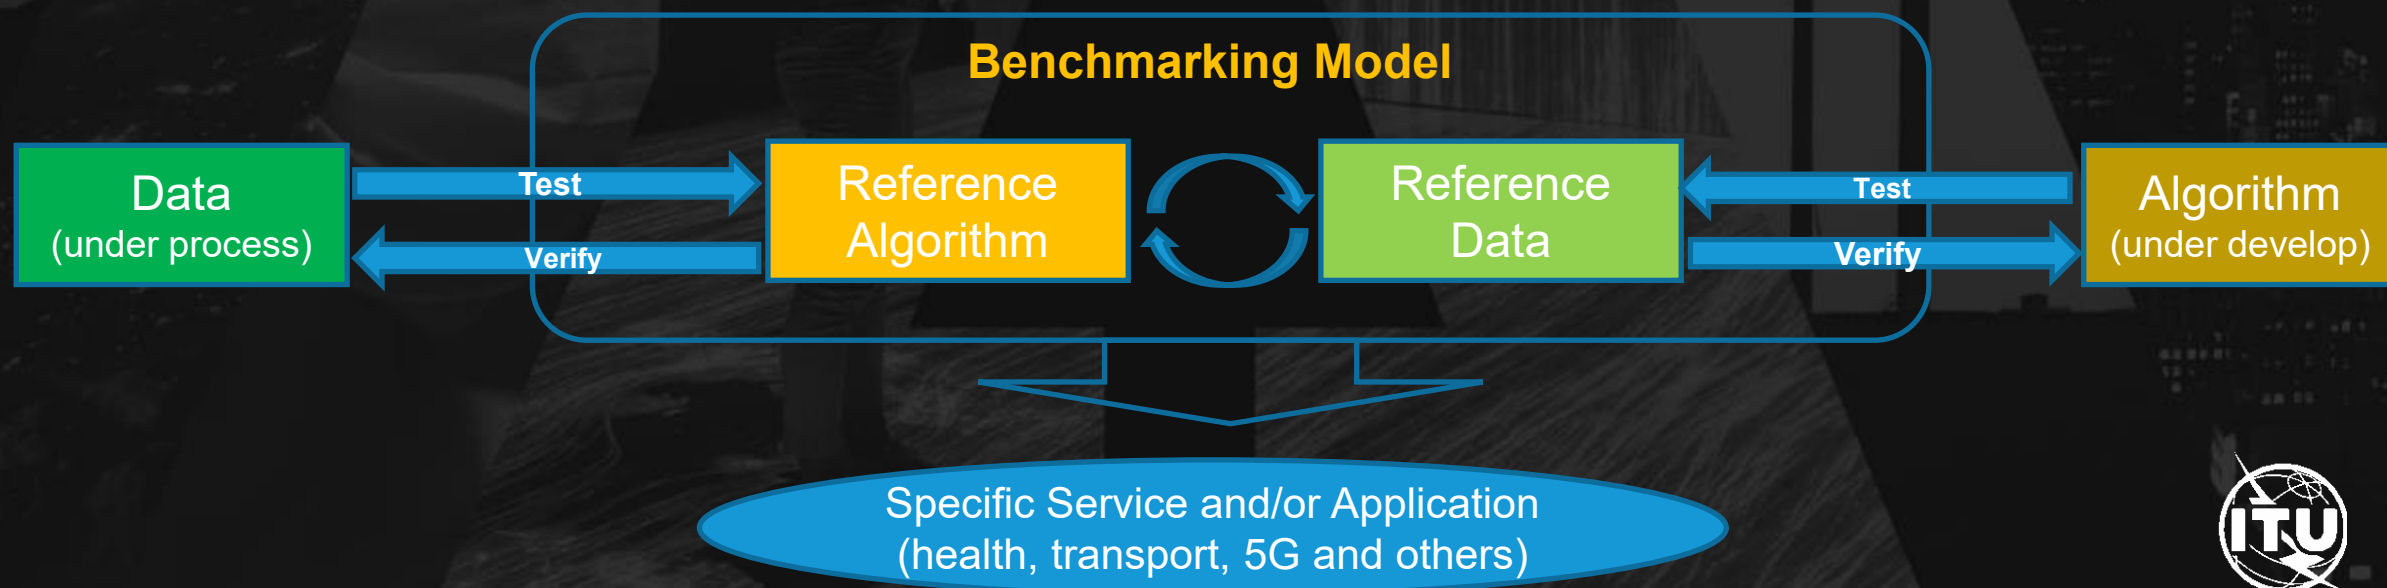 Benchmarking Model
Data
(under process)
Test
Verify
Reference
Algorithm
Reference
Data
Test
Verify
Algorithm
(under develop)
Specific Service and/or Application
(health, transport, 5G and others)
ITU